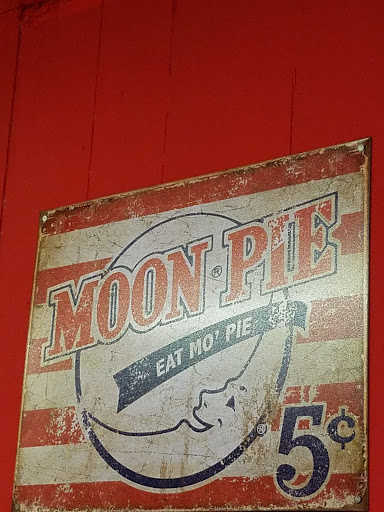 MOON® PIE
EAT MO' PIE
®
5¢